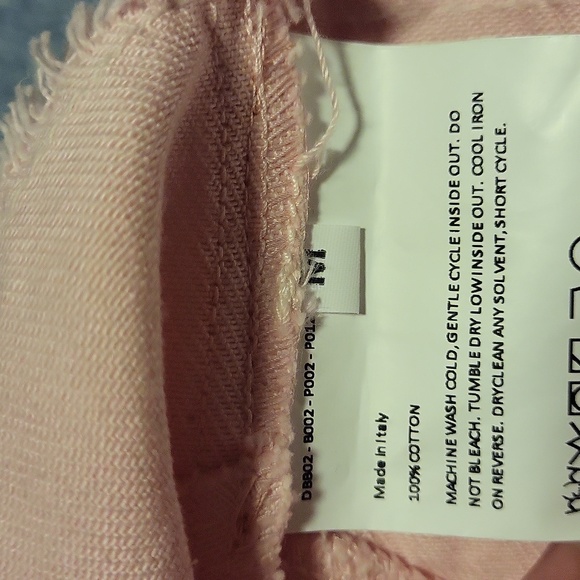 M
DBB02 - B002 - P002 - P01
Made in Italy
100% COTTON
MACHINE WASH COLD, GENTLE CYCLE INSIDE OUT. DO
NOT BLEACH. TUMBLE DRY LOW INSIDE OUT. COOL IRON
ON REVERSE. DRYCLEAN ANY SOLVENT, SHORT CYCLE.